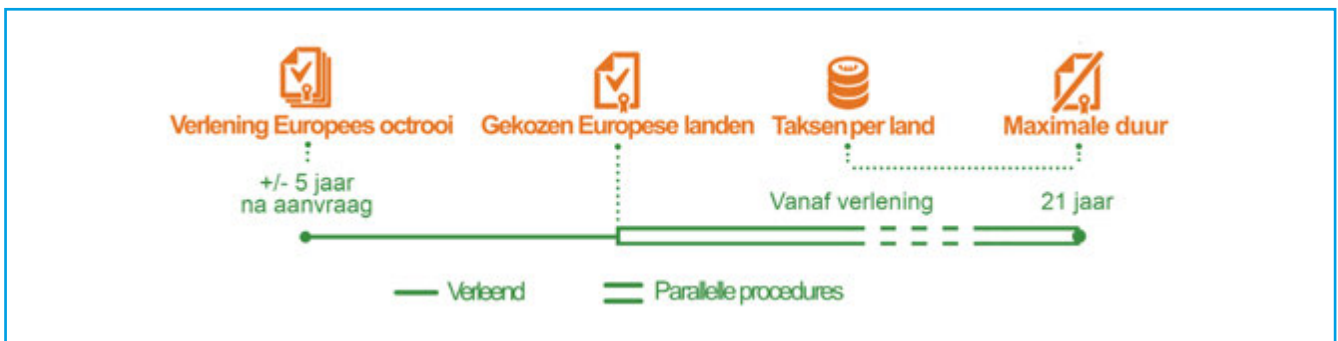 Verlening Europees octrooi
Gekozen Europese landen
Taksen per land
Maximale duur
+/- 5 jaar
na aanvraag
Vanaf verlening
21 jaar
Verleend
Parallelle procedures